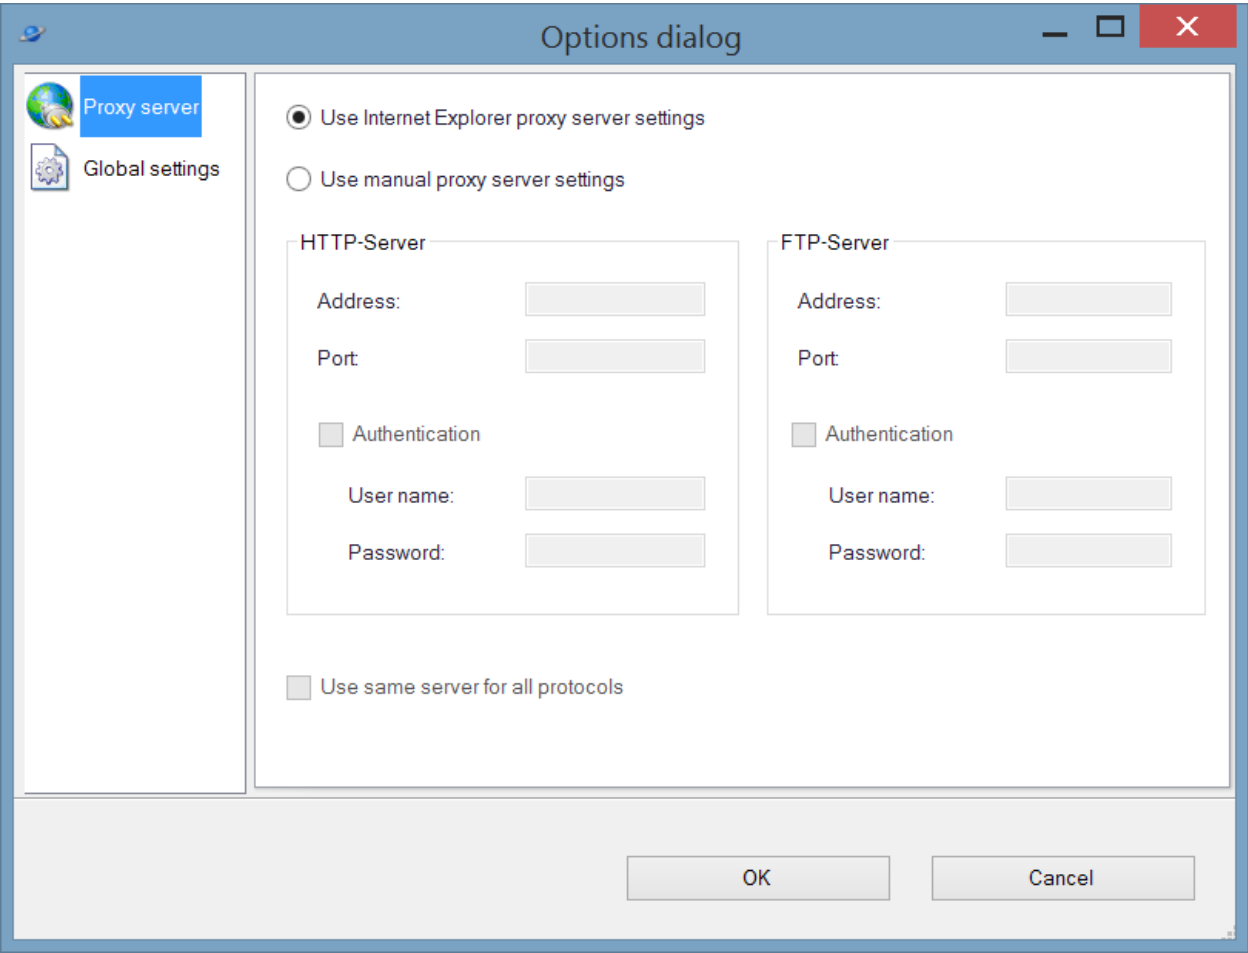 Options dialog
Proxy server
Global settings
Use Internet Explorer proxy server settings
Use manual proxy server settings
HTTP-Server
Address:
Port:
Authentication
User name:
Password:
FTP-Server
Address:
Port:
Authentication
User name:
Password:
Use same server for all protocols
OK
Cancel